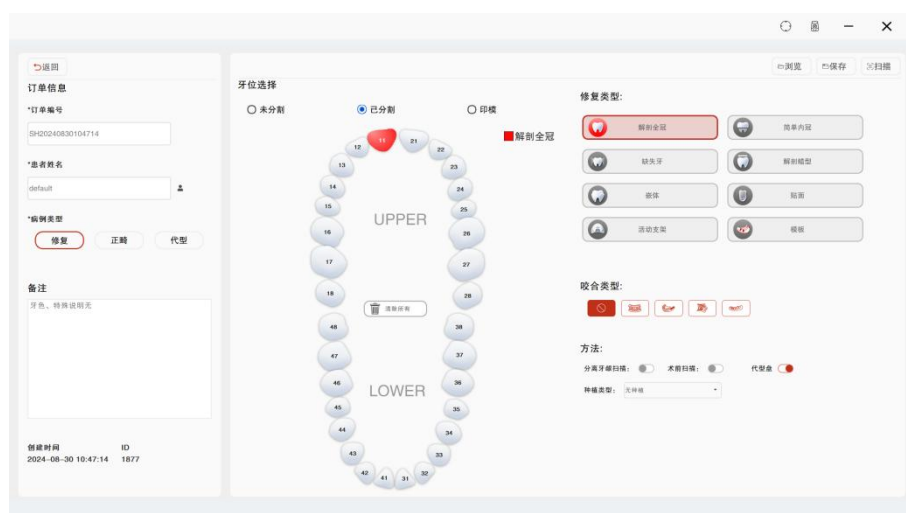 返回
浏览 保存 扫描
订单信息
*订单编号
SH20240830104714
*患者姓名
default
*病例类型
修复 正畸 代型
备注
牙色、特殊说明无
创建时间 ID
2024-08-30 10:47:14 1877
牙位选择
未分割 已分割 印模
解剖全冠
11 21
12 22
13 23
14 24
15 25
16 UPPER 26
17 27
18 28
清除所有
48 38
47 37
46 LOWER 36
45 35
44 34
43 33
42 41 31 32
修复类型:
解剖全冠 简单内冠
缺失牙 解剖蜡型
嵌体 贴面
活动支架 模板
咬合类型:
方法:
分离牙龈扫描: 术前扫描: 代型盘
种植类型: 无种植